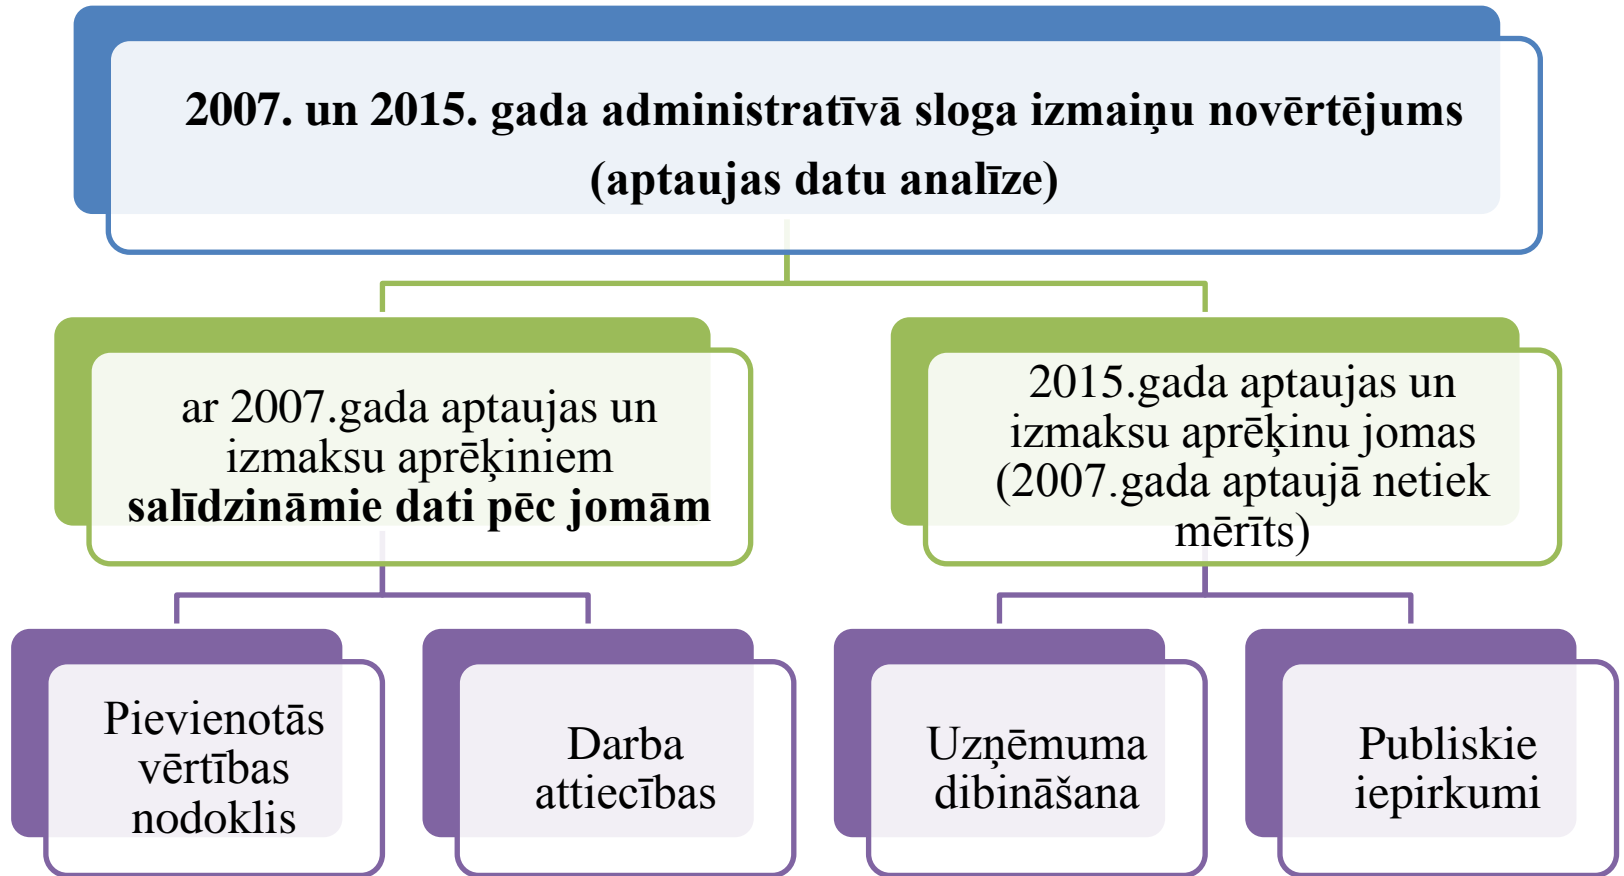 2007. un 2015. gada administratīvā sloga izmaiņu novērtējums
(aptaujas datu analīze)
ar 2007.gada aptaujas un
izmaksu aprēķiniem
salīdzināmie dati pēc jomām
2015.gada aptaujas un
izmaksu aprēķinu jomas
(2007.gada aptaujā netiek
mērīts)
Pievienotās
vērtības
nodoklis
Darba
attiecības
Uzņēmuma
dibināšana
Publiskie
iepirkumi